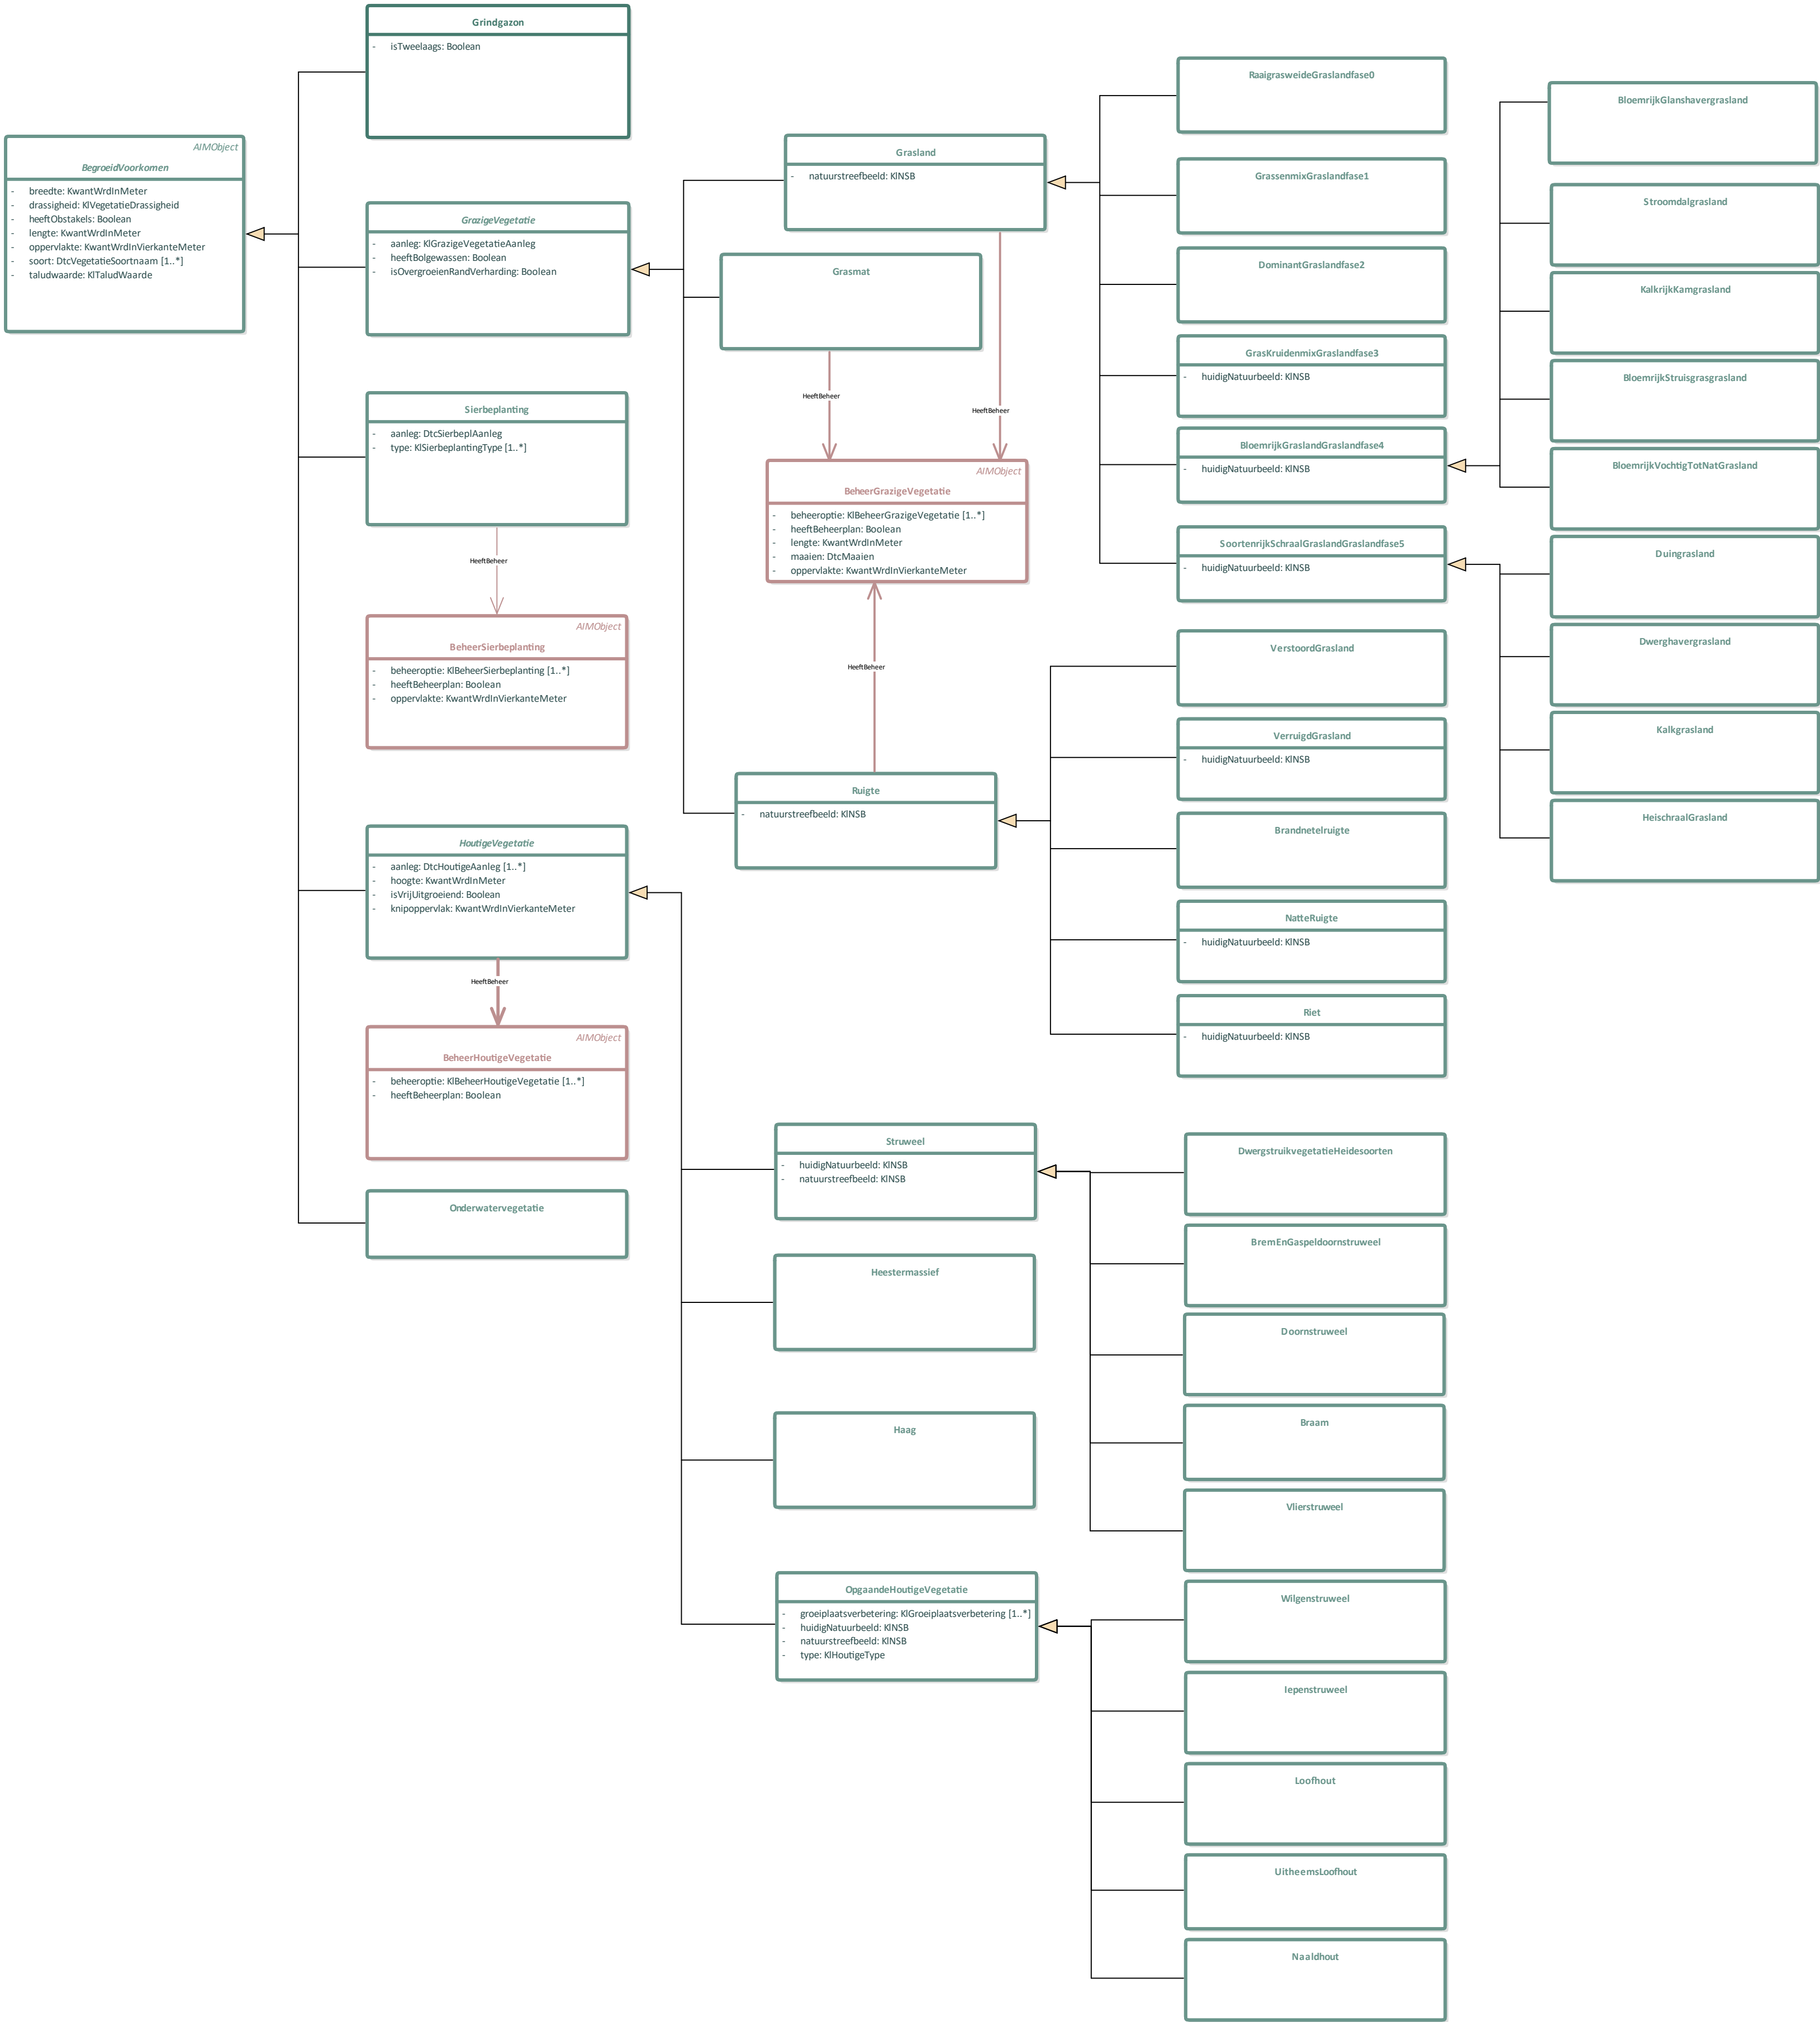 Grindgazon
- isTweelaags: Boolean
AIMObject
BegroeidVoorkomen
- breedte: KwantWrdInMeter
- drassigheid: KlVegetatieDrassigheid
- heeftObstakels: Boolean
- lengte: KwantWrdInMeter
- oppervlakte: KwantWrdInVierkanteMeter
- soort: DtcVegetatieSoortnaam [1..*]
- taludwaarde: KlTaludWaarde
GrazigeVegetatie
- aanleg: KlGrazigeVegetatieAanleg
- heeftBolgewassen: Boolean
- isOvergroeienRandVerharding: Boolean
Sierbeplanting
- aanleg: DtcSierbeplAanleg
- type: KlSierbeplantingType [1..*]
HeeftBeheer
AIMObject
BeheerSierbeplanting
- beheeroptie: KlBeheerSierbeplanting [1..*]
- heeftBeheerplan: Boolean
- oppervlakte: KwantWrdInVierkanteMeter
HoutigeVegetatie
- aanleg: DtcHoutigeAanleg [1..*]
- hoogte: KwantWrdInMeter
- isVrijUitgroeiend: Boolean
- knipoppervlak: KwantWrdInVierkanteMeter
HeeftBeheer
AIMObject
BeheerHoutigeVegetatie
- beheeroptie: KlBeheerHoutigeVegetatie [1..*]
- heeftBeheerplan: Boolean
Onderwatervegetatie
Grasland
- natuurstreefbeeld: KlNSB
Grasmat
HeeftBeheer
HeeftBeheer
AIMObject
BeheerGrazigeVegetatie
- beheeroptie: KlBeheerGrazigeVegetatie [1..*]
- heeftBeheerplan: Boolean
- lengte: KwantWrdInMeter
- maaien: DtcMaaien
- oppervlakte: KwantWrdInVierkanteMeter
HeeftBeheer
Ruigte
- natuurstreefbeeld: KlNSB
Struweel
- huidigNatuurbeeld: KlNSB
- natuurstreefbeeld: KlNSB
Heestermassief
Haag
OpgaandeHoutigeVegetatie
- groeiplaatsverbetering: KlGroeiplaatsverbetering [1..*]
- huidigNatuurbeeld: KlNSB
- natuurstreefbeeld: KlNSB
- type: KlHoutigeType
RaaigrasweideGraslandfase0
GrassenmixGraslandfase1
DominantGraslandfase2
GrasKruidenmixGraslandfase3
- huidigNatuurbeeld: KlNSB
BloemrijkGraslandGraslandfase4
- huidigNatuurbeeld: KlNSB
SoortenrijkSchraalGraslandGraslandfase5
- huidigNatuurbeeld: KlNSB
VerstoordGrasland
VerruigdGrasland
- huidigNatuurbeeld: KlNSB
Brandnetelruigte
NatteRuigte
- huidigNatuurbeeld: KlNSB
Riet
- huidigNatuurbeeld: KlNSB
DwergstruikvegetatieHeidesoorten
BremEnGaspeldoornstruweel
Doornstruweel
Braam
Vlierstruweel
Wilgenstruweel
Iepenstruweel
Loofhout
UitheemsLoofhout
Naaldhout
BloemrijkGlanshavergrasland
Stroomdalgrasland
KalkrijkKamgrasland
BloemrijkStruisgrasgrasland
BloemrijkVochtigTotNatGrasland
Duingrasland
Dwerghavergrasland
Kalkgrasland
HeischraalGrasland